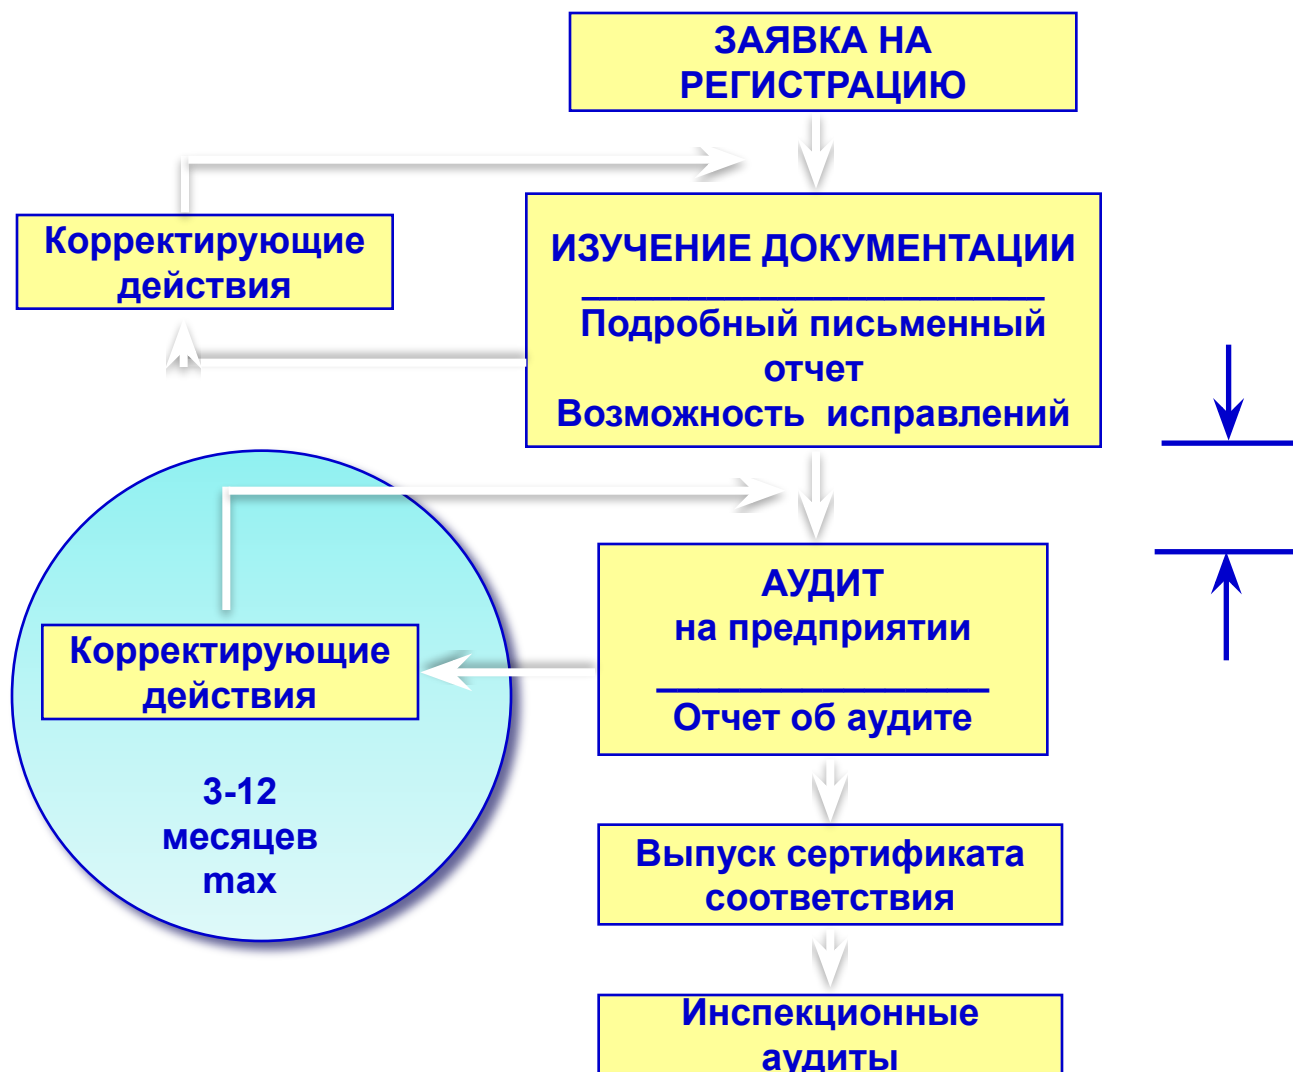 ЗАЯВКА НА
РЕГИСТРАЦИЮ
Корректирующие
действия
ИЗУЧЕНИЕ ДОКУМЕНТАЦИИ
Подробный письменный
отчет
Возможность исправлений
АУДИТ
на предприятии
Отчет об аудите
Корректирующие
действия
3-12
месяцев
max
Выпуск сертификата
соответствия
Инспекционные
аудиты